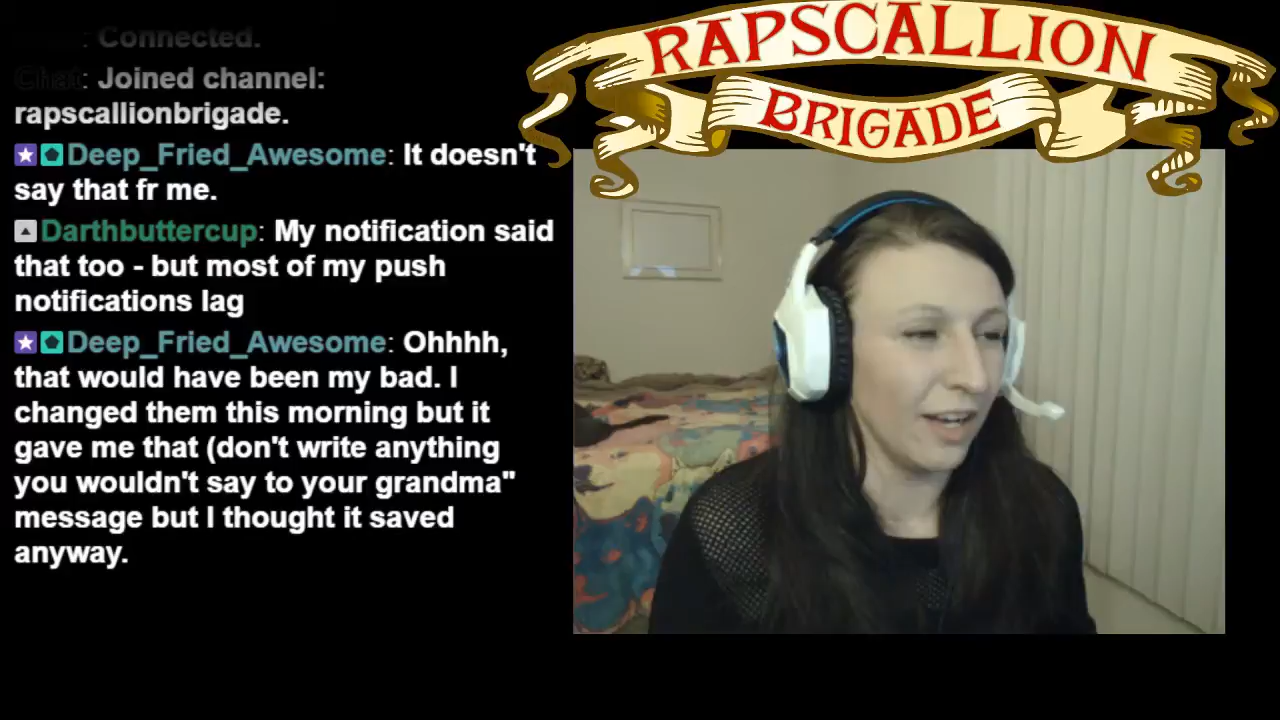 : Connected.
Chat: Joined channel:
rapscallionbrigade.
Deep_Fried_Awesome: It doesn't
say that fr me.
Darthbuttercup: My notification said
that too - but most of my push
notifications lag
Deep_Fried_Awesome: Ohhhh,
that would have been my bad. I
changed them this morning but it
gave me that (don't write anything
you wouldn't say to your grandma"
message but I thought it saved
anyway.
RAPSCALLION
BRIGADE